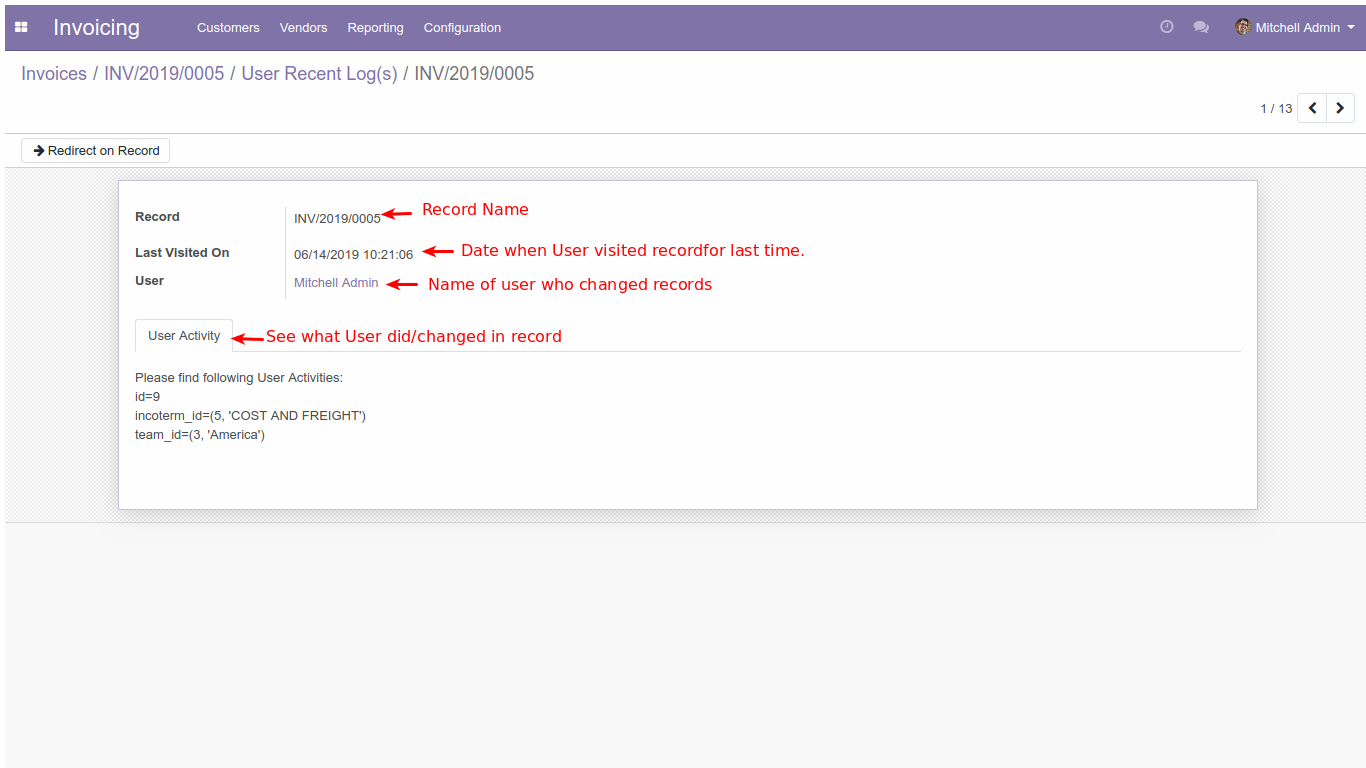 Invoicing Customers Vendors Reporting Configuration Mitchell Admin
Invoices / INV/2019/0005 / User Recent Log(s) / INV/2019/0005
1 / 13
Redirect on Record
Record INV/2019/0005 Record Name
Last Visited On 06/14/2019 10:21:06 Date when User visited recordfor last time.
User Mitchell Admin Name of user who changed records
User Activity See what User did/changed in record
Please find following User Activities:
id=9
incoterm_id=(5, 'COST AND FREIGHT')
team_id=(3, 'America')